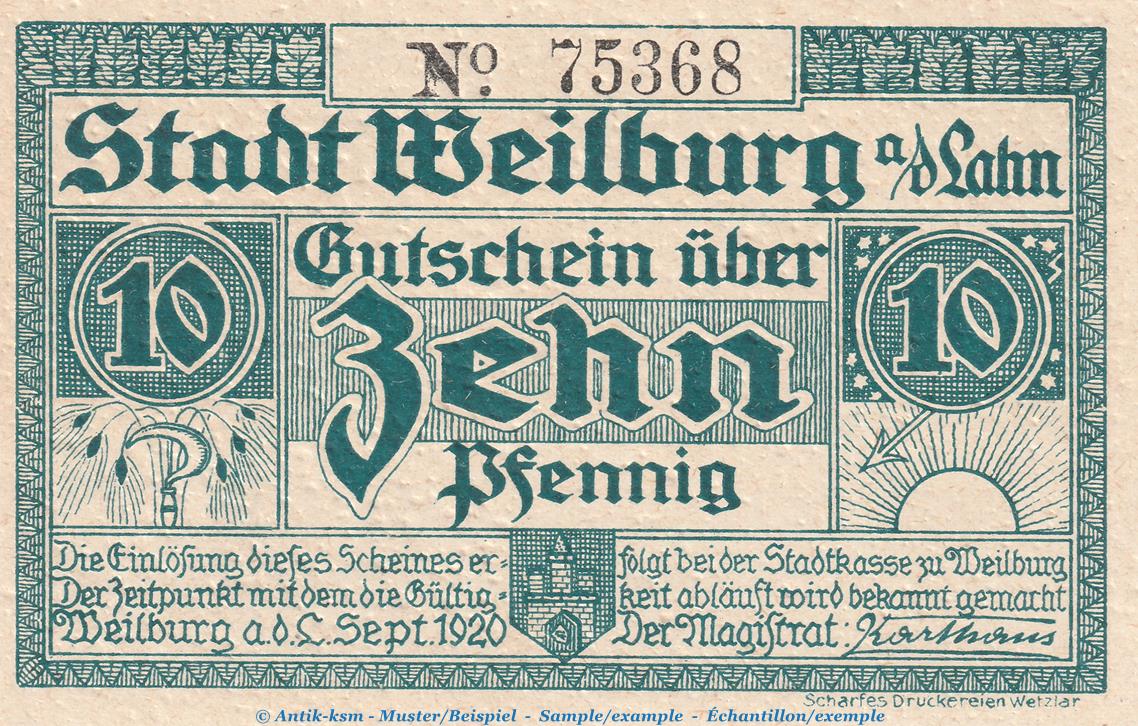 No. 75368
Stadt Weilburg a/d Lahn
10
Gutschein über
10
Zehn
Pfennig
Die Einlösung dieses Scheines er-folgt bei der Stadtkasse zu Weilburg
Der Zeitpunkt mit dem die Gültig-keit abläuft wird bekannt gemacht
Weilburg a.d.L. Sept. 1920 Der Magistrat: Karthaus
Scharfes Druckereien Wetzlar
© Antik-ksm - Muster/Beispiel - Sample/example - Échantillon/exemple